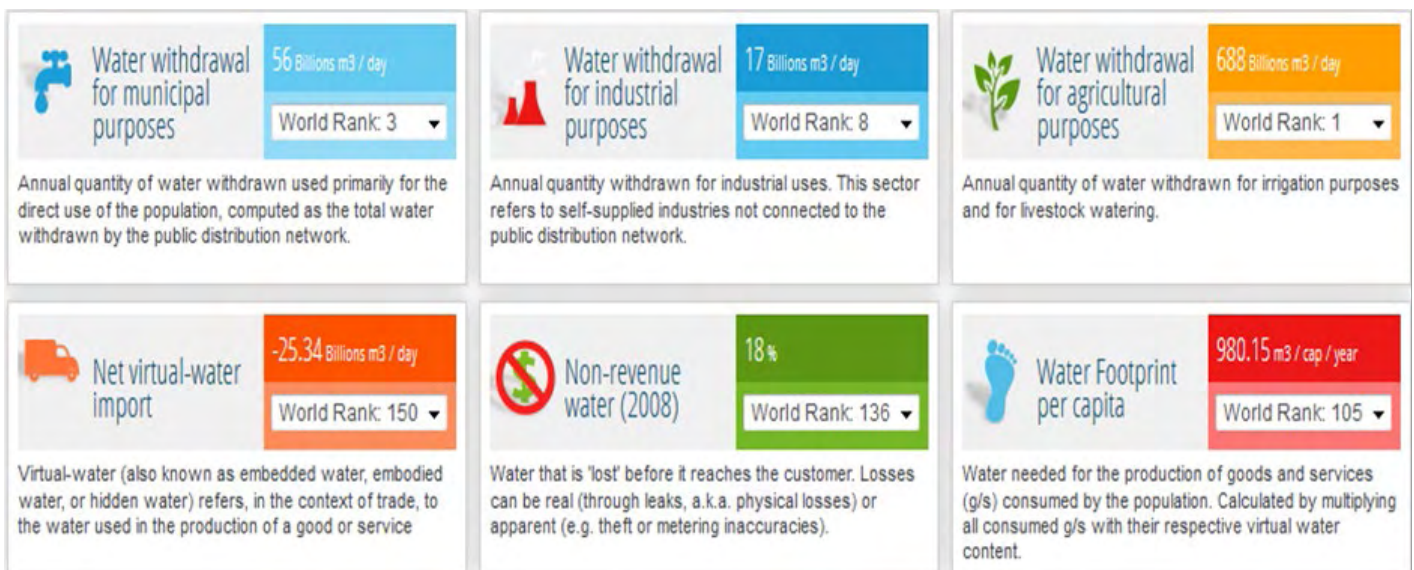 Water withdrawal
for municipal
purposes
56 Billions m3 / day
World Rank: 3
Annual quantity of water withdrawn used primarily for the
direct use of the population, computed as the total water
withdrawn by the public distribution network.
Water withdrawal
for industrial
purposes
17 Billions m3 / day
World Rank: 8
Annual quantity withdrawn for industrial uses. This sector
refers to self-supplied industries not connected to the
public distribution network.
Water withdrawal
for agricultural
purposes
688 Billions m3 / day
World Rank: 1
Annual quantity of water withdrawn for irrigation purposes
and for livestock watering.
Net virtual-water
import
-25.34 Billions m3 / day
World Rank: 150
Virtual-water (also known as embedded water, embodied
water, or hidden water) refers, in the context of trade, to
the water used in the production of a good or service
Non-revenue
water (2008)
18 %
World Rank: 136
Water that is 'lost' before it reaches the customer. Losses
can be real (through leaks, a.k.a. physical losses) or
apparent (e.g. theft or metering inaccuracies).
Water Footprint
per capita
980.15 m3 / cap / year
World Rank: 105
Water needed for the production of goods and services
(g/s) consumed by the population. Calculated by multiplying
all consumed g/s with their respective virtual water
content.